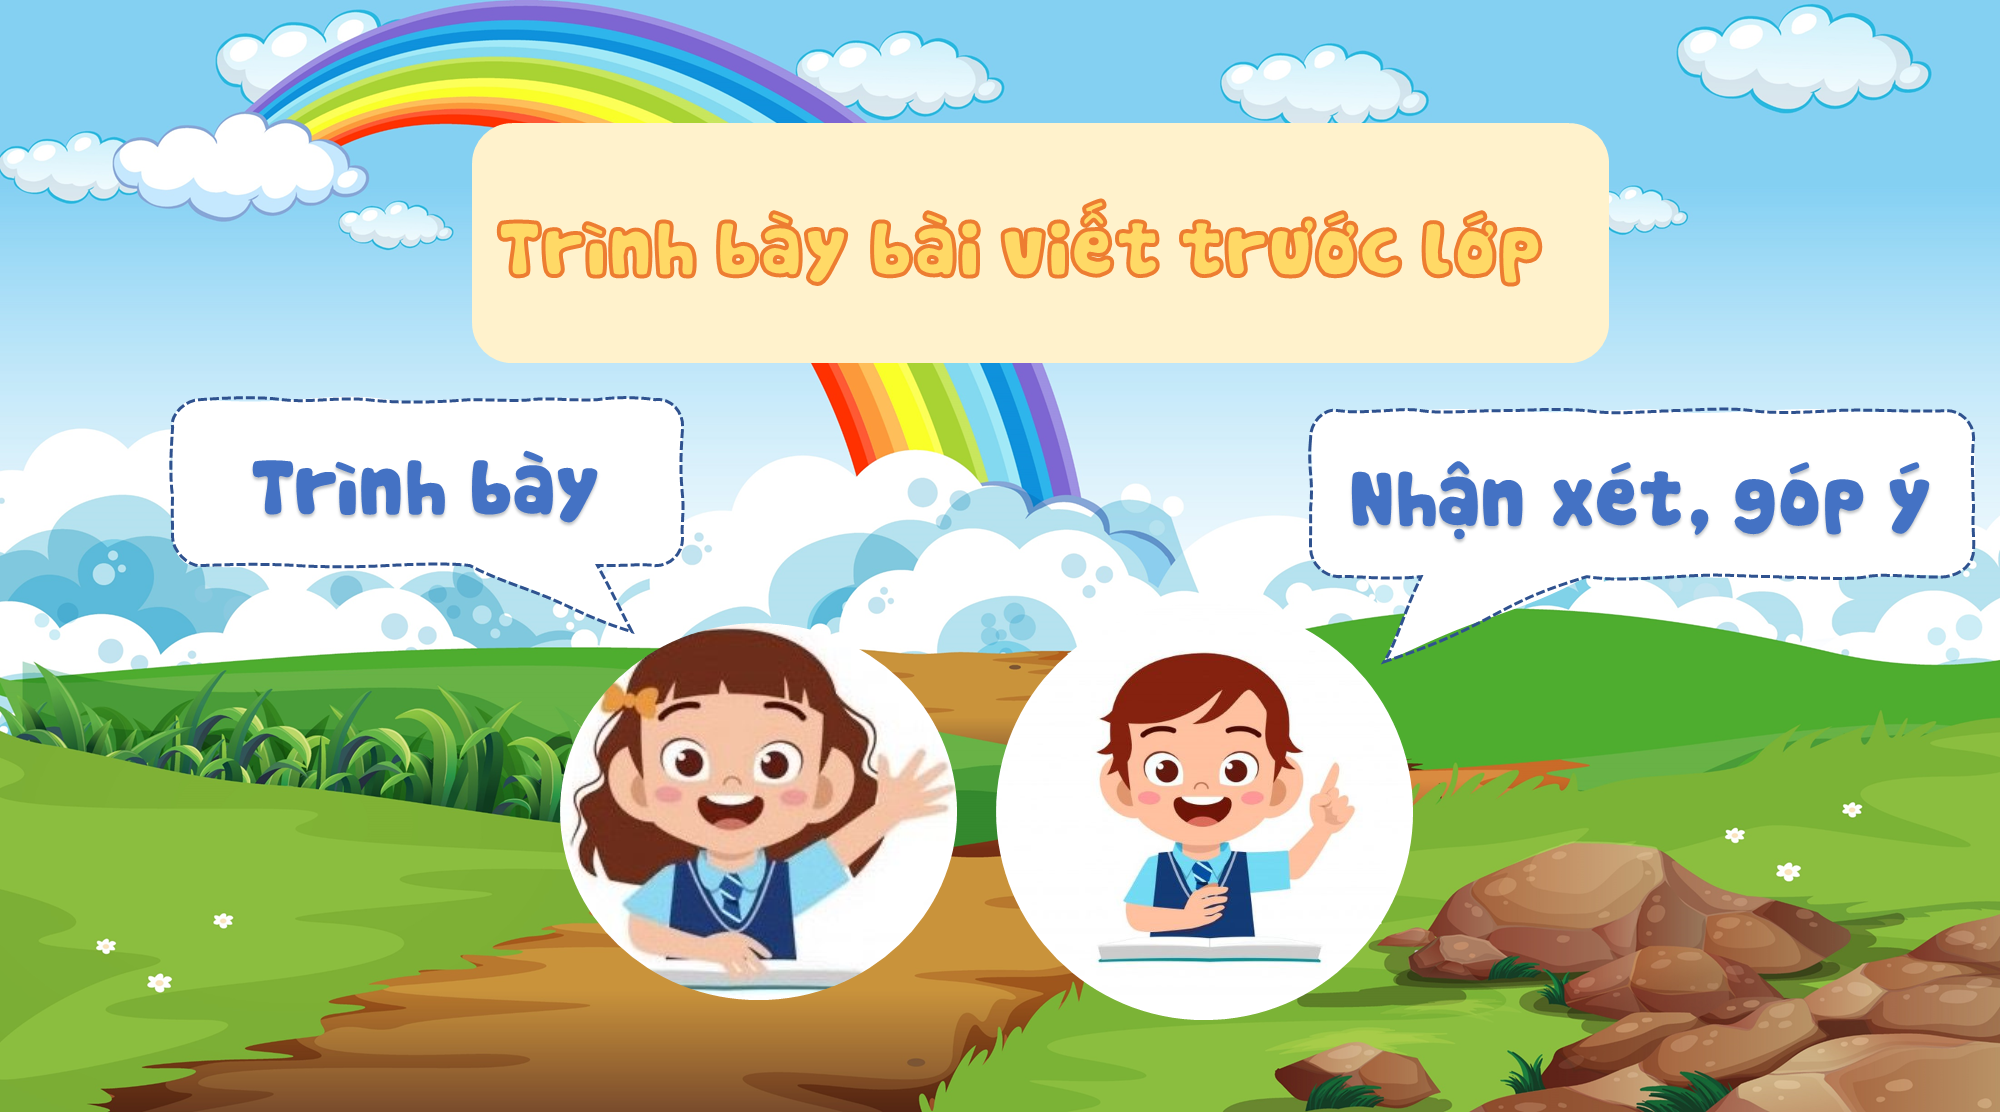 Trình bày bài viết trước lớp
Trình bày
Nhận xét, góp ý